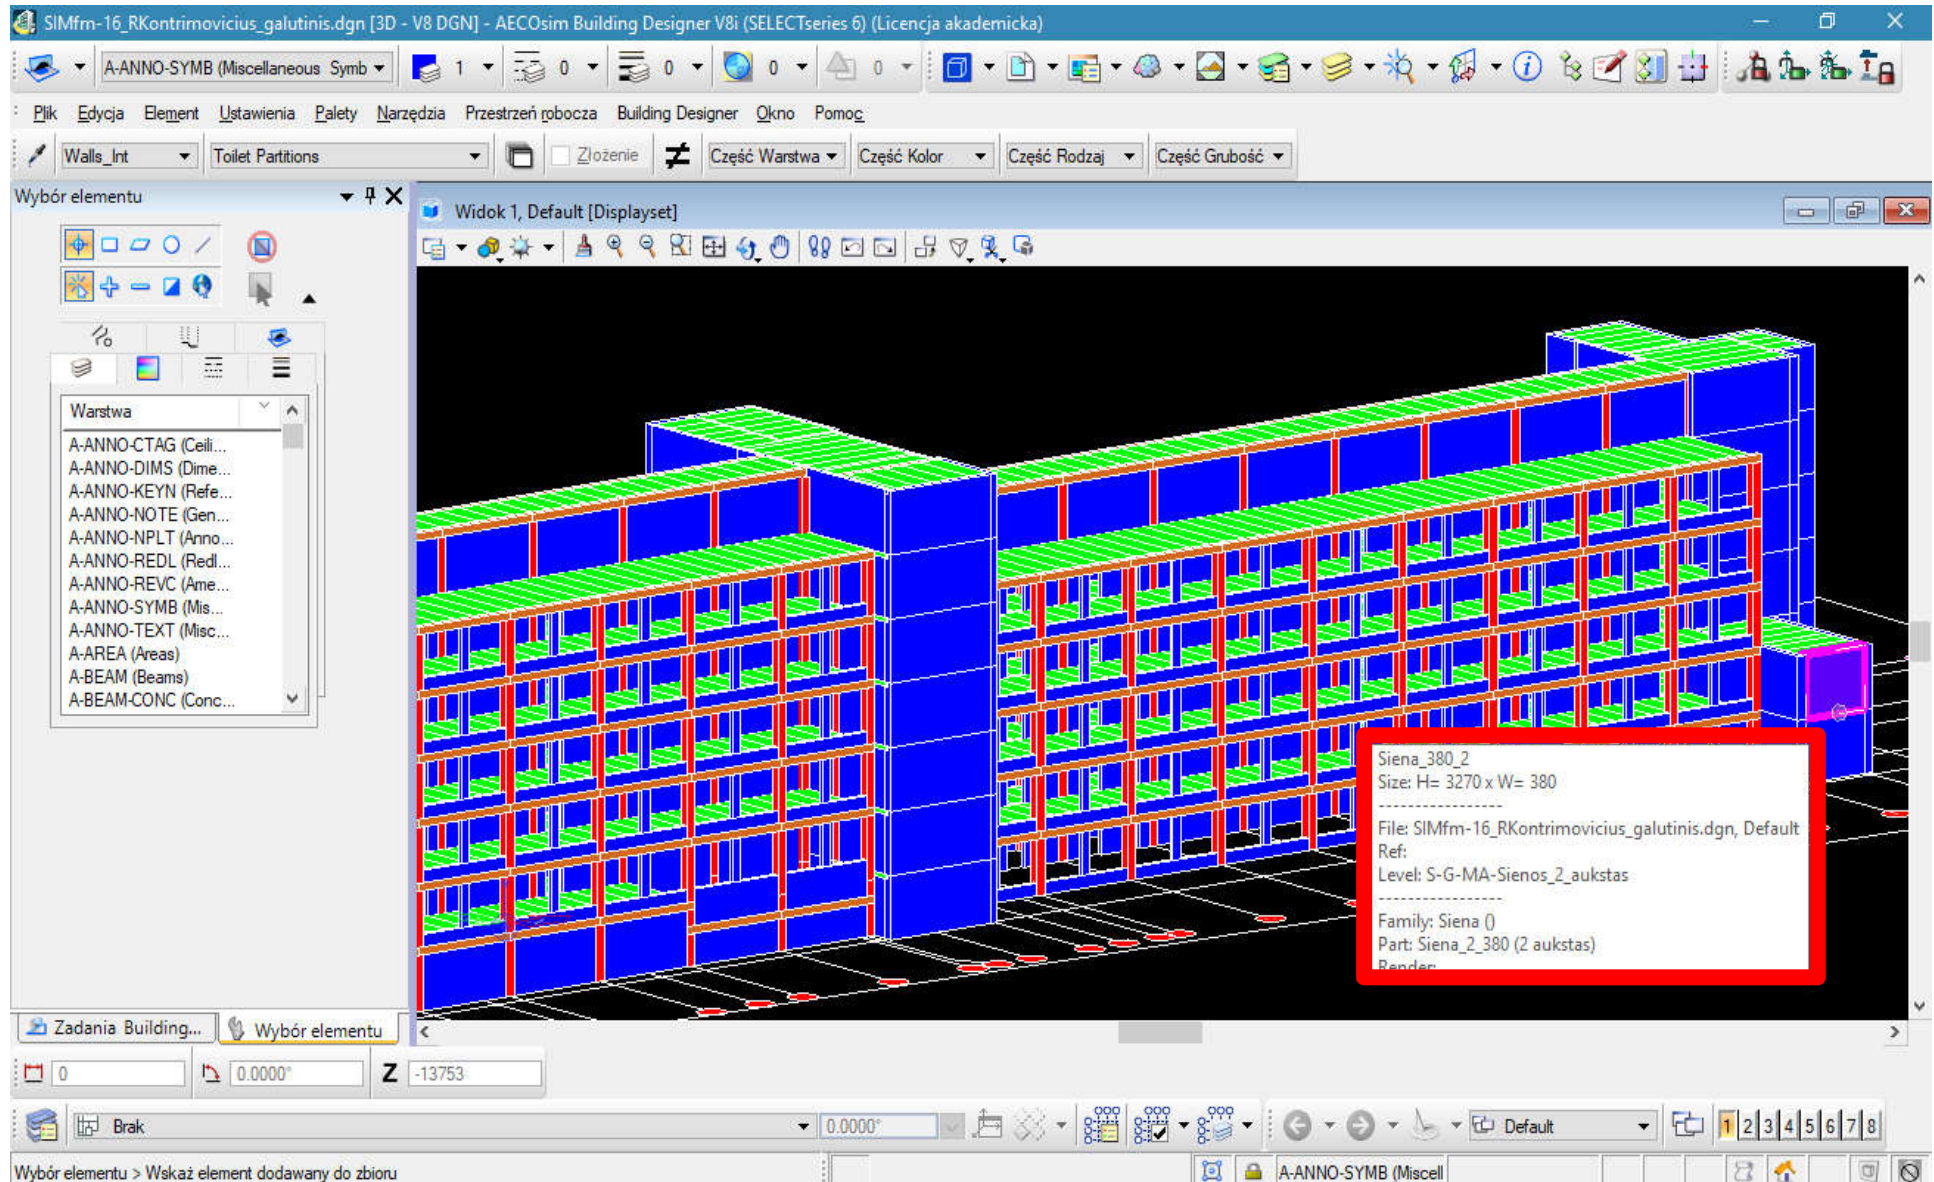 SIMfm-16_RKontrimovicius_galutinis.dgn [3D - V8 DGN] - AECOsim Building Designer V8i (SELECTseries 6) (Licencja akademicka)
A-ANNO-SYMB (Miscellaneous Symb 1 0 0 0 0
Plik Edycja Element Ustawienia Palety Narzędzia Przestrzeń robocza Building Designer Okno Pomoc
Walls_Int Toilet Partitions Złożenie Część Warstwa Część Kolor Część Rodzaj Część Grubość
Wybór elementu
Widok 1, Default [Displayset]
Warstwa
A-ANNO-CTAG (Ceili...
A-ANNO-DIMS (Dime...
A-ANNO-KEYN (Refe...
A-ANNO-NOTE (Gen...
A-ANNO-NPLT (Anno...
A-ANNO-REDL (Redl...
A-ANNO-REVC (Ame...
A-ANNO-SYMB (Mis...
A-ANNO-TEXT (Misc...
A-AREA (Areas)
A-BEAM (Beams)
A-BEAM-CONC (Conc...
Siena_380_2
Size: H= 3270 x W= 380
-----------------
File: SIMfm-16_RKontrimovicius_galutinis.dgn, Default
Ref:
Level: S-G-MA-Sienos_2_aukstas
-----------------
Family: Siena ()
Part: Siena_2_380 (2 aukstas)
Render:
Zadania Building... Wybór elementu
0 0.0000° Z -13753
Brak 0.0000° Default 1 2 3 4 5 6 7 8
Wybór elementu > Wskaż element dodawany do zbioru A-ANNO-SYMB (Miscell